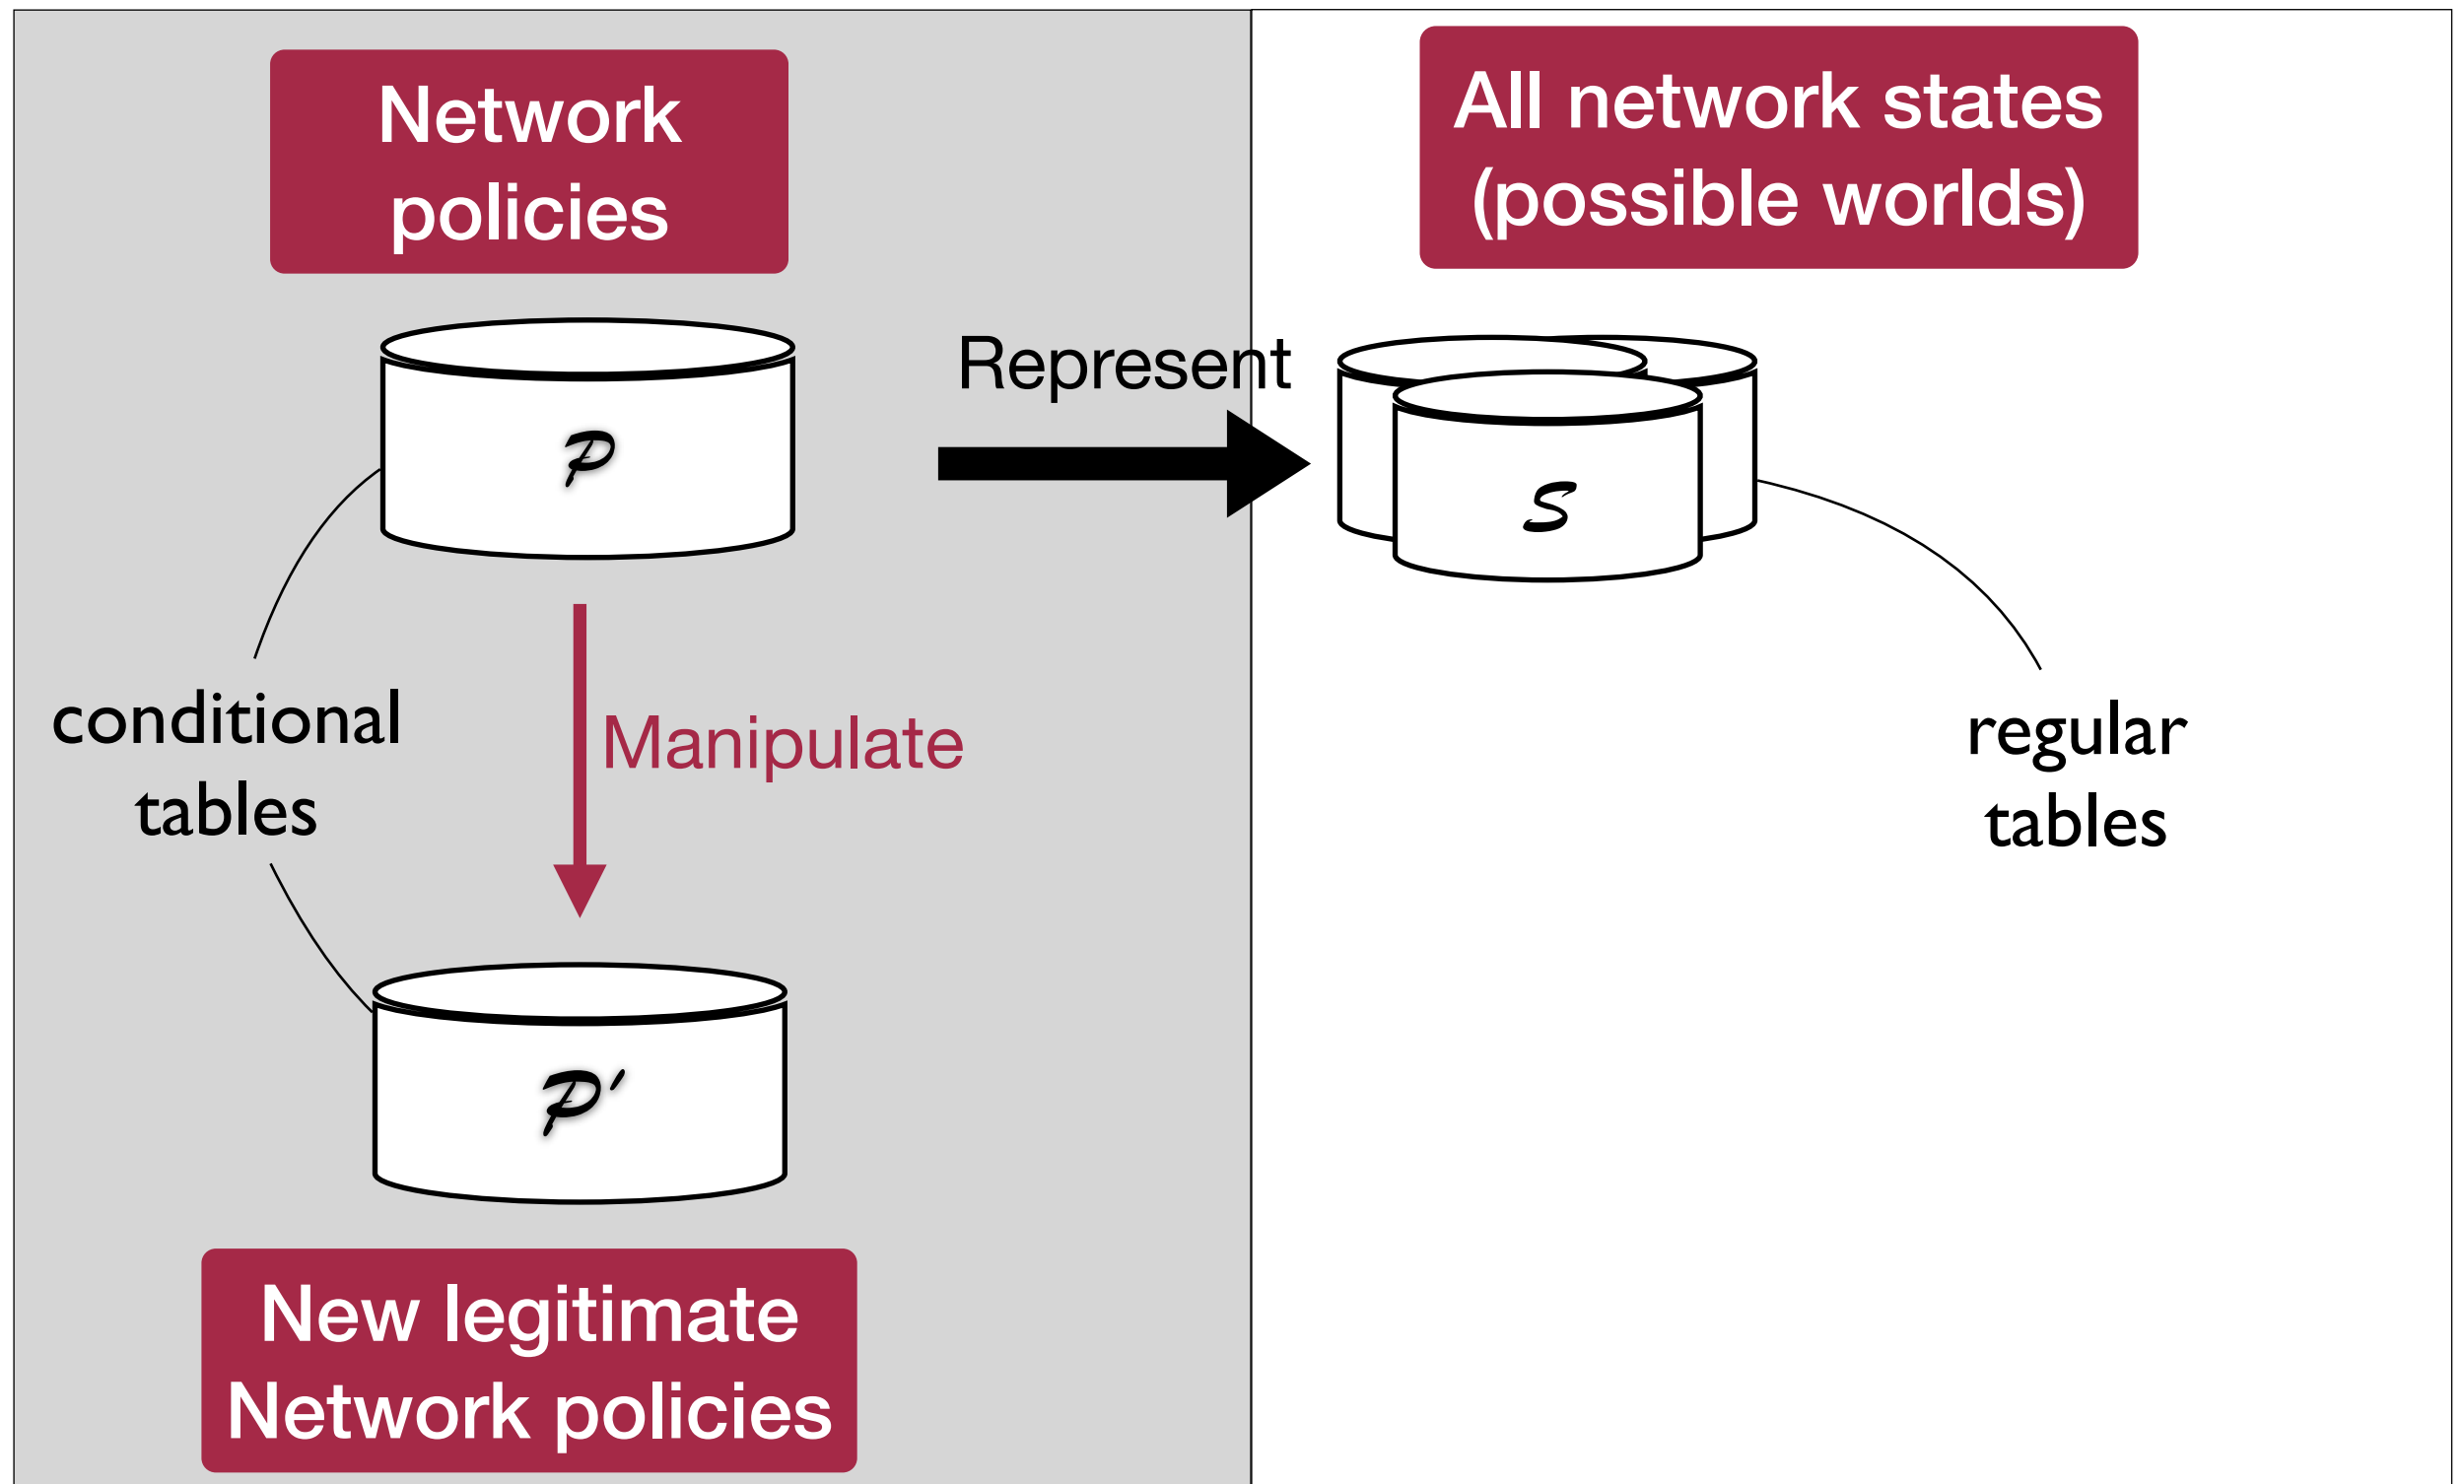 Network
policies
All network states
(possible worlds)
Represent
P
S
conditional
tables
Manipulate
regular
tables
P'
New legitimate
Network policies